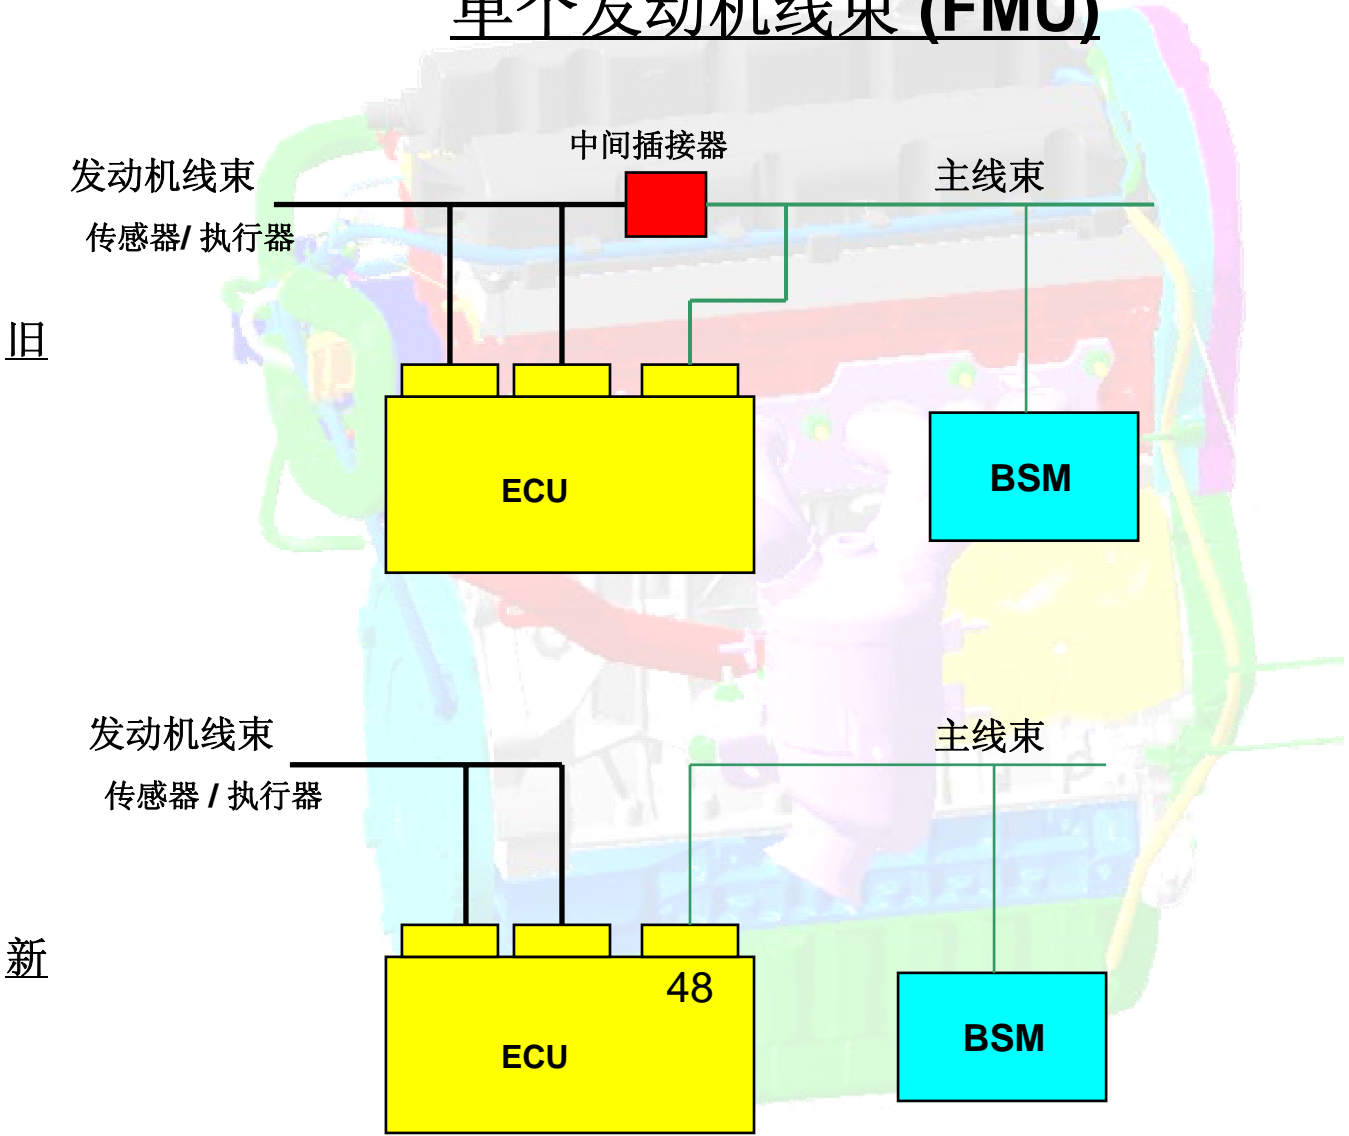 单个发动机线束 (FMU)
中间插接器
发动机线束
主线束
传感器/ 执行器
旧
ECU
BSM
发动机线束
主线束
传感器 / 执行器
新
48
ECU
BSM